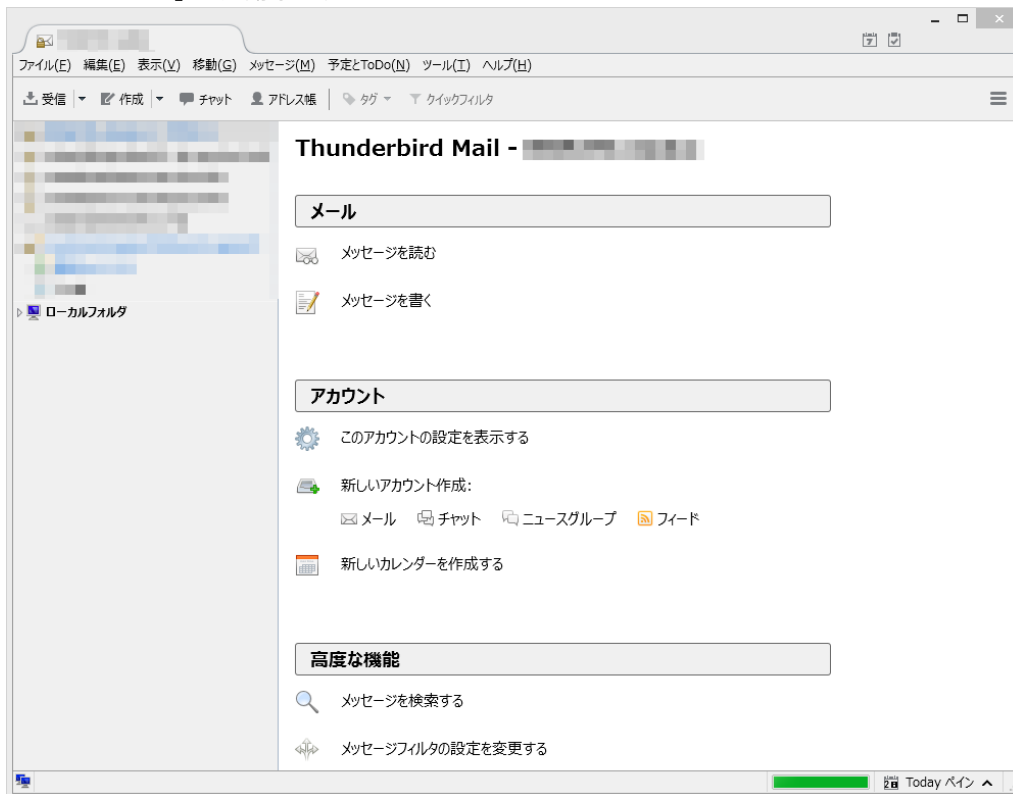 ファイル(F) 編集(E) 表示(V) 移動(G) メッセージ(M) 予定とToDo(N) ツール(T) ヘルプ(H)
受信 作成 チャット アドレス帳 タグ クイックフィルタ
Thunderbird Mail -
メール
メッセージを読む
メッセージを書く
ローカルフォルダ
アカウント
このアカウントの設定を表示する
新しいアカウント作成:
メール チャット ニュースグループ フィード
新しいカレンダーを作成する
高度な機能
メッセージを検索する
メッセージフィルタの設定を変更する
Today ペイン